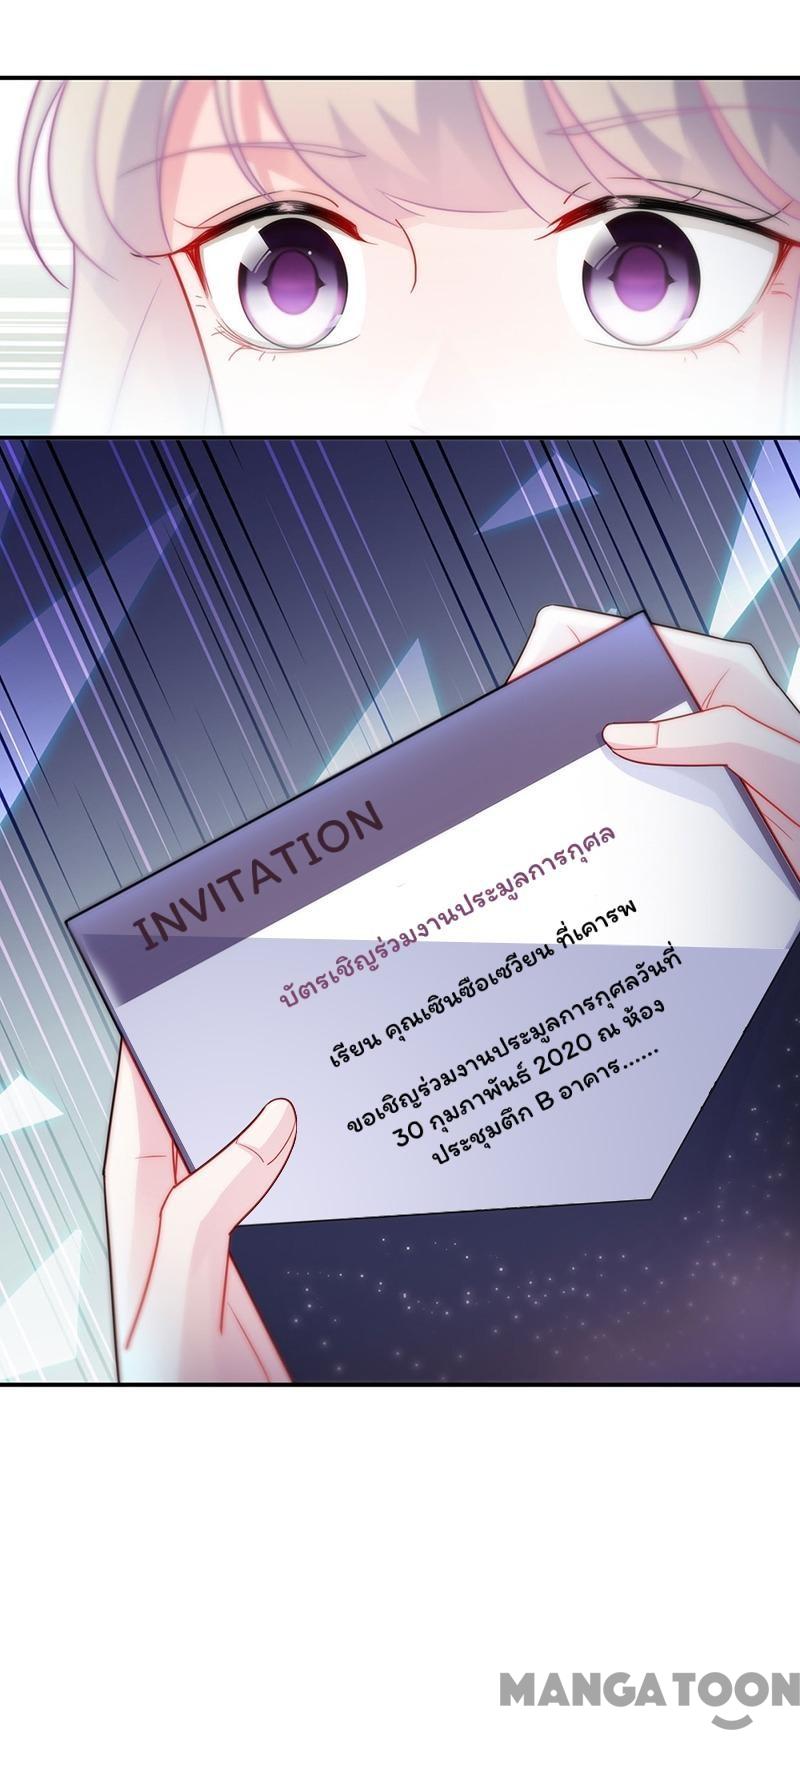 INVITATION
บัตรเชิญร่วมงานประมูลการกุศล
เรียน คุณเซินซือเซวียน ที่เคารพ
ขอเชิญร่วมงานประมูลการกุศลวันที่
30 กุมภาพันธ์ 2020 ณ ห้อง
ประชุมตึก B อาคาร......
MANGATOON